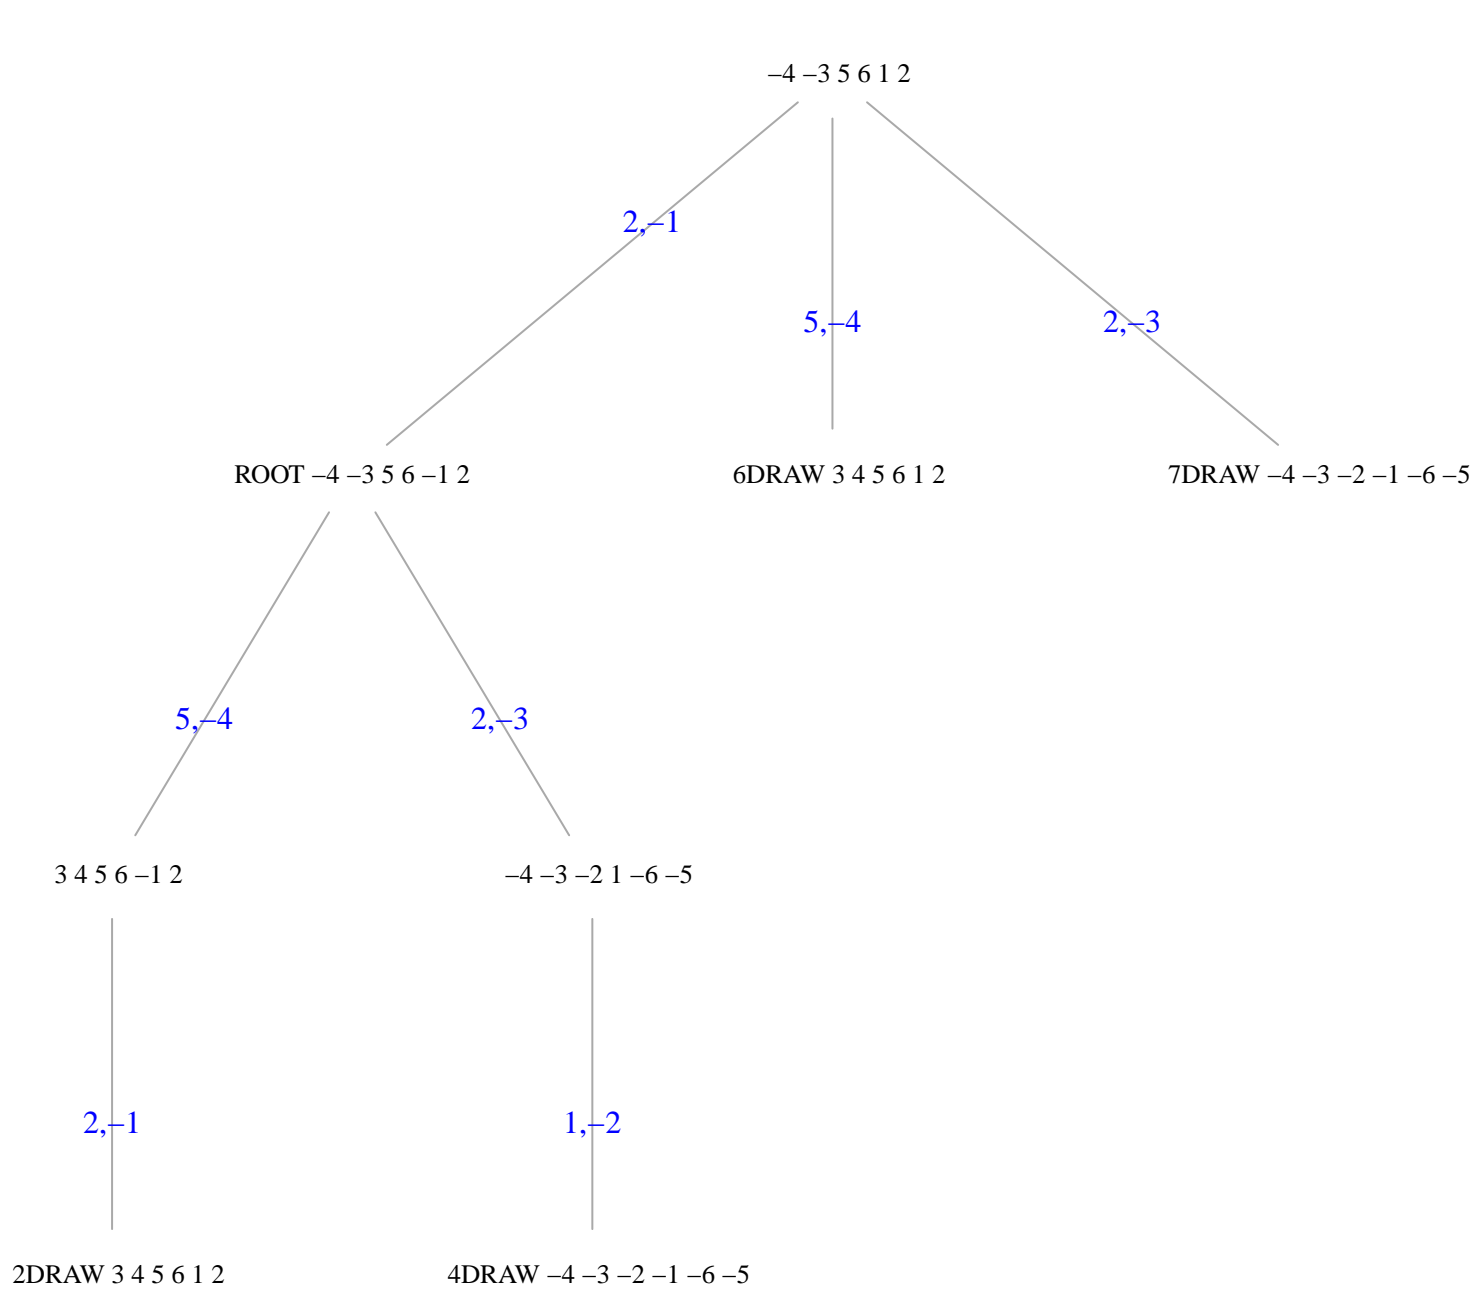 –4 –3 5 6 1 2
2,–1
5,–4
2,–3
ROOT –4 –3 5 6 –1 2
6DRAW 3 4 5 6 1 2
7DRAW –4 –3 –2 –1 –6 –5
5,–4
2,–3
3 4 5 6 –1 2
–4 –3 –2 1 –6 –5
2,–1
1,–2
2DRAW 3 4 5 6 1 2
4DRAW –4 –3 –2 –1 –6 –5